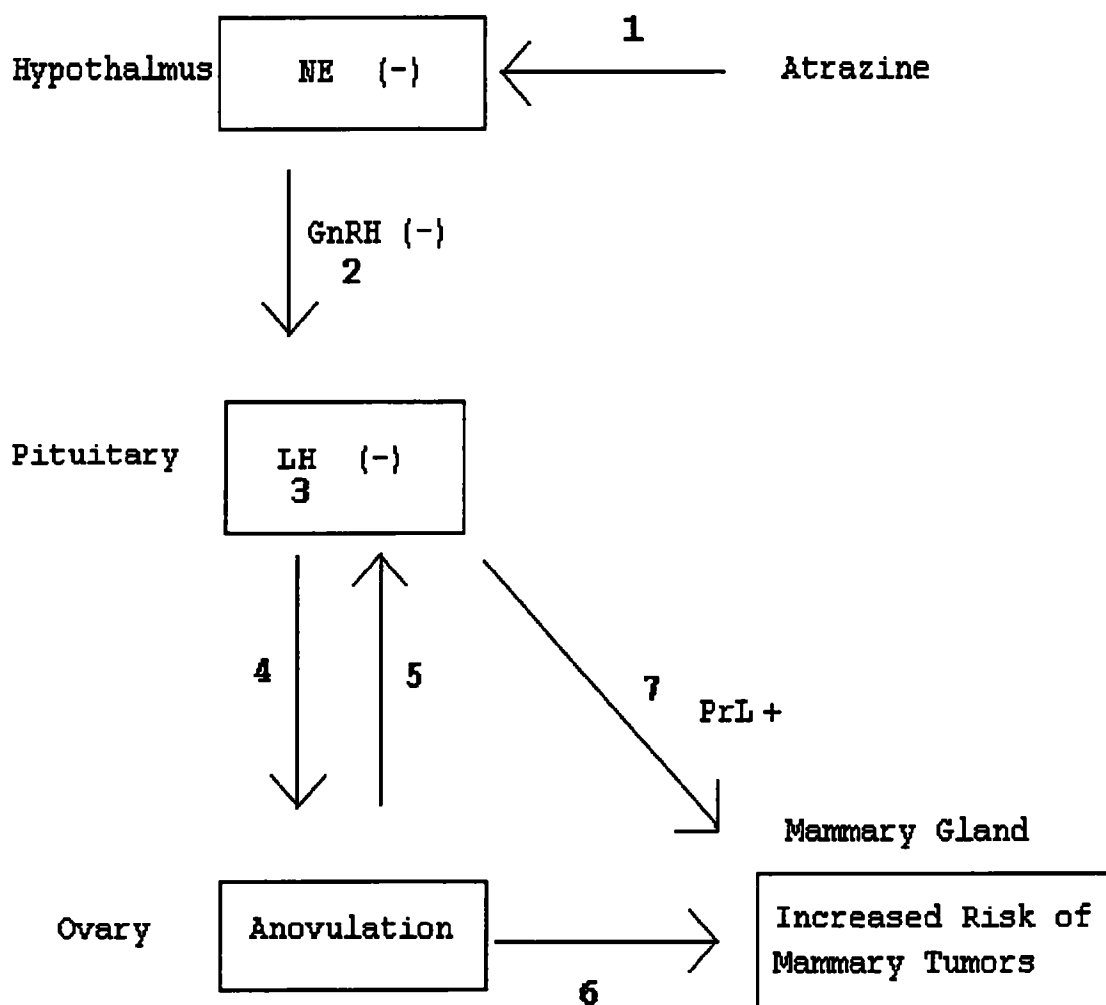 1
Hypothalmus NE (-) Atrazine
GnRH (-)
2
Pituitary LH (-)
3
4 5 7 PrL +
Mammary Gland
Ovary Anovulation Increased Risk of
Mammary Tumors
6